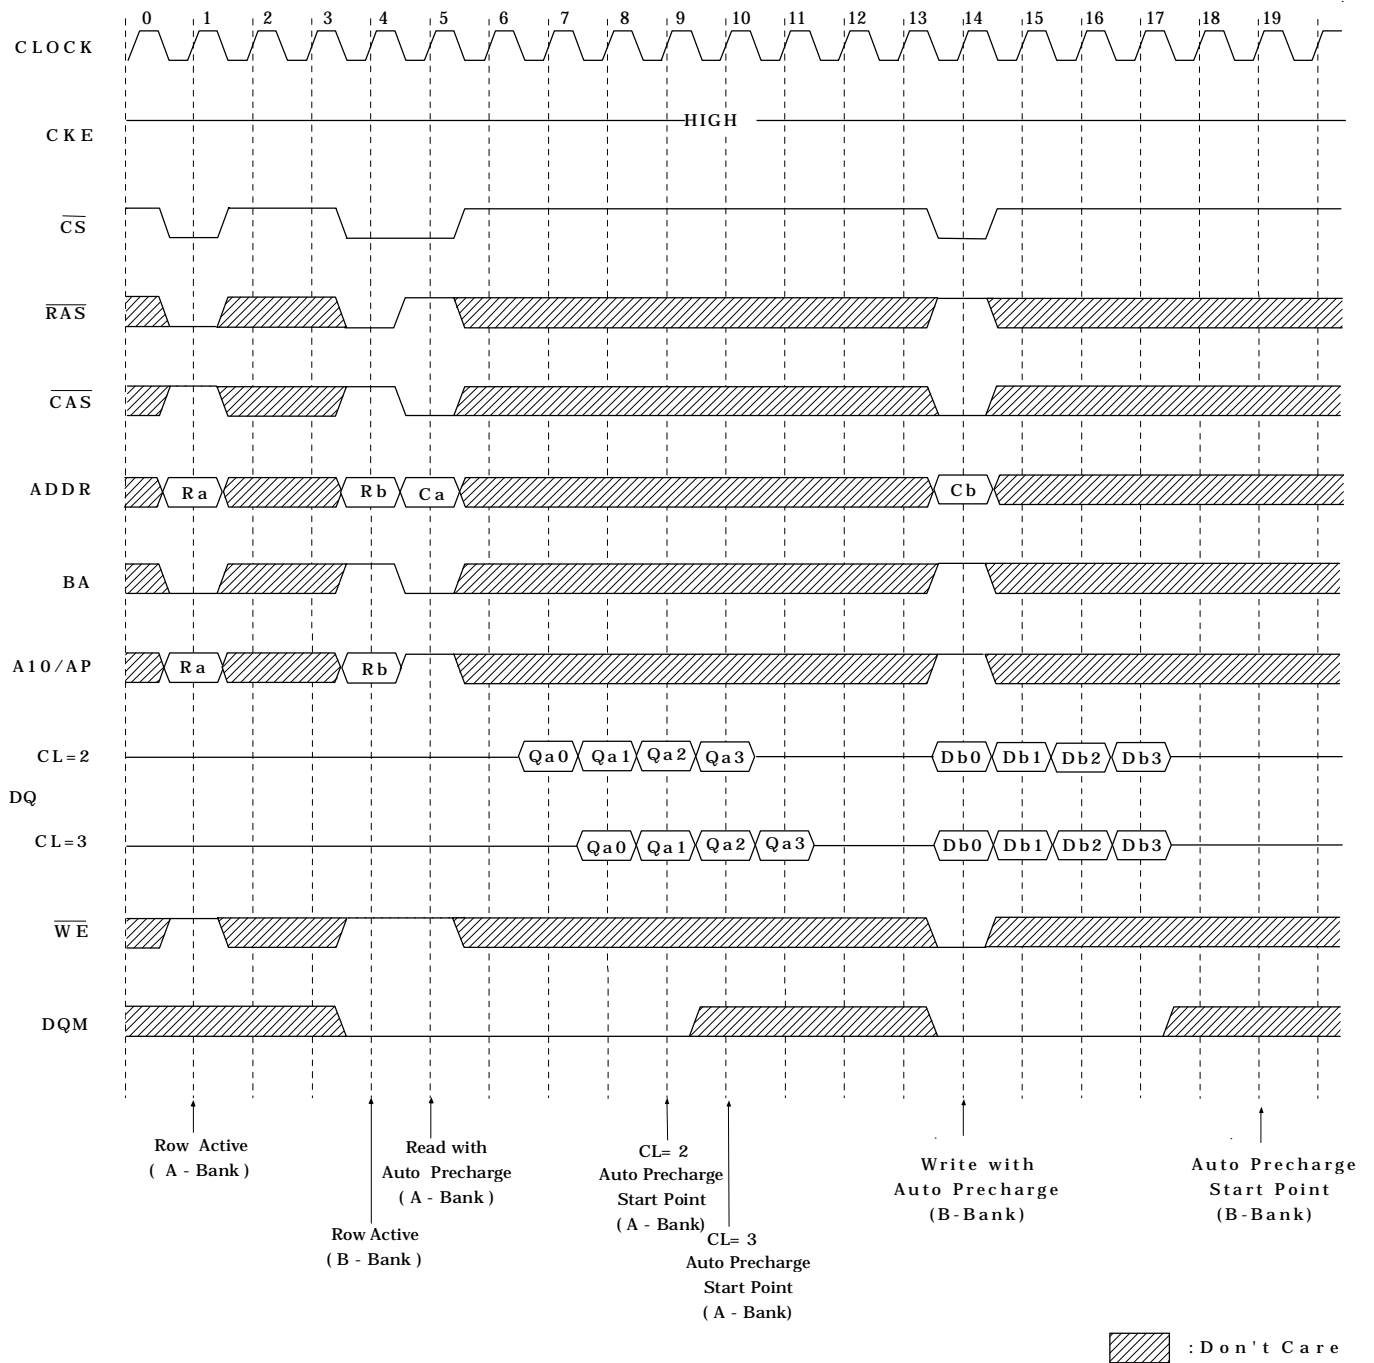 0 1 2 3 4 5 6 7 8 9 10 11 12 13 14 15 16 17 18 19
CLOCK
CKE
HIGH
CS
RAS
CAS
ADDR
Ra Rb Ca Cb
BA
A10/AP
Ra Rb
CL=2
Qa0 Qa1 Qa2 Qa3 Db0 Db1 Db2 Db3
DQ
CL=3
Qa0 Qa1 Qa2 Qa3 Db0 Db1 Db2 Db3
WE
DQM
Row Active
( A - Bank )
Row Active
( B - Bank )
Read with
Auto Precharge
( A - Bank )
CL= 2
Auto Precharge
Start Point
( A - Bank)
CL= 3
Auto Precharge
Start Point
( A - Bank)
Write with
Auto Precharge
(B-Bank)
Auto Precharge
Start Point
(B-Bank)
:Don't Care